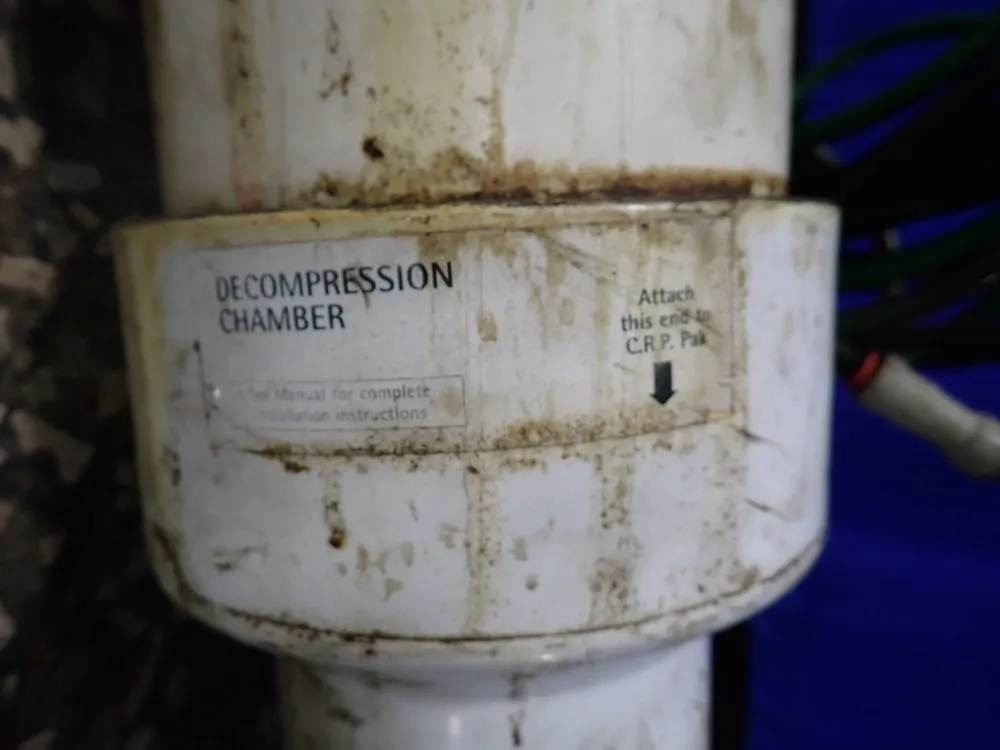 DECOMPRESSION
CHAMBER
Attach
this end to
C.R.P. Pak
See Manual for complete
installation instructions